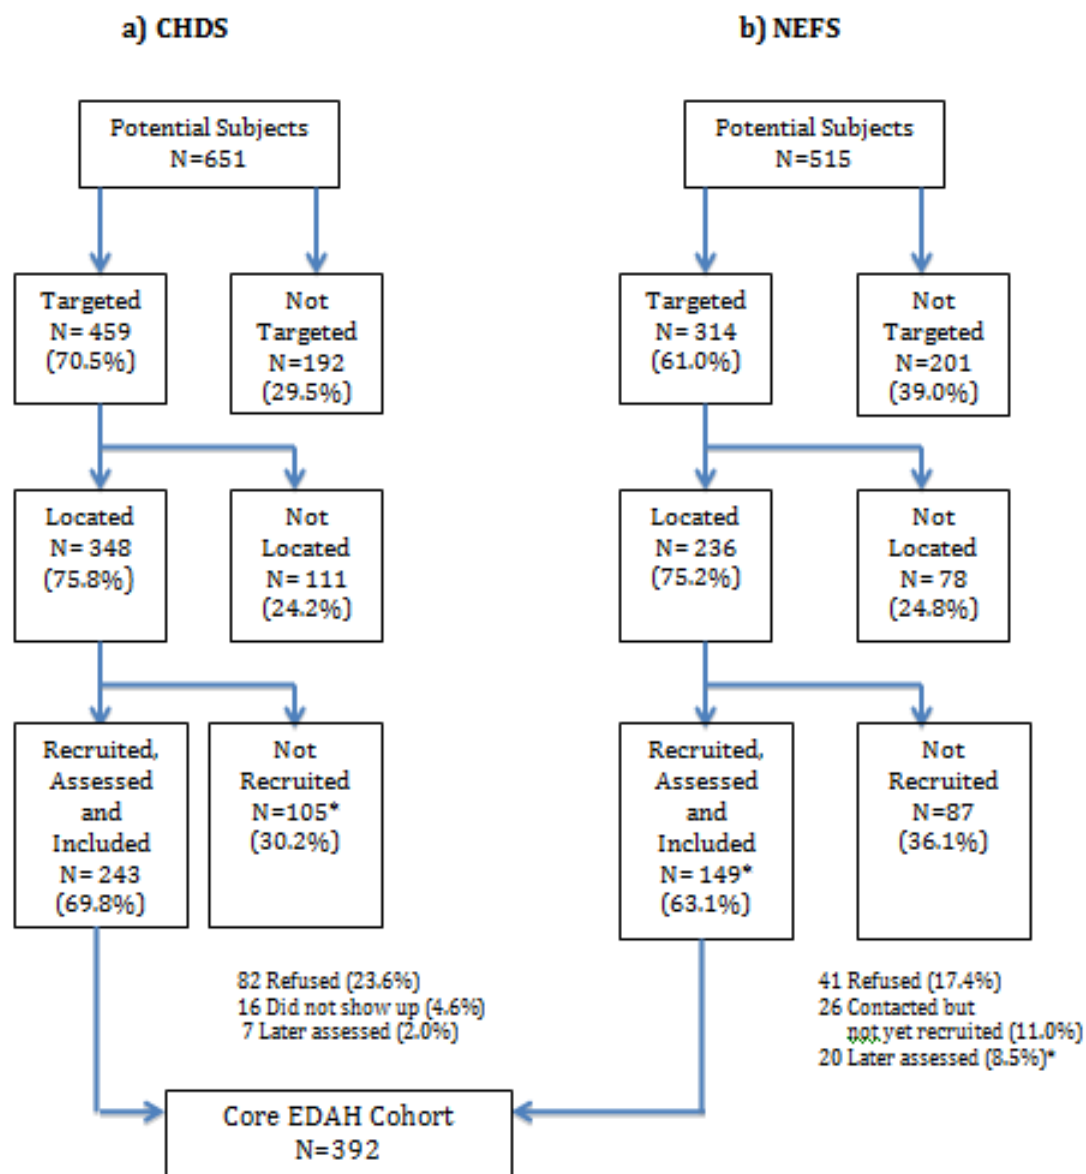 a) CHDS
Potential Subjects
N=651
Targeted
N= 459
(70.5%)
Not
Targeted
N=192
(29.5%)
Located
N= 348
(75.8%)
Not
Located
N= 111
(24.2%)
Recruited,
Assessed
and
Included
N= 243
(69.8%)
Not
Recruited
N=105*
(30.2%)
82 Refused (23.6%)
16 Did not show up (4.6%)
7 Later assessed (2.0%)
b) NEFS
Potential Subjects
N=515
Targeted
N= 314
(61.0%)
Not
Targeted
N=201
(39.0%)
Located
N= 236
(75.2%)
Not
Located
N= 78
(24.8%)
Recruited,
Assessed
and
Included
N= 149*
(63.1%)
Not
Recruited
N=87
(36.1%)
41 Refused (17.4%)
26 Contacted but
not yet recruited (11.0%)
20 Later assessed (8.5%)*
Core EDAH Cohort
N=392